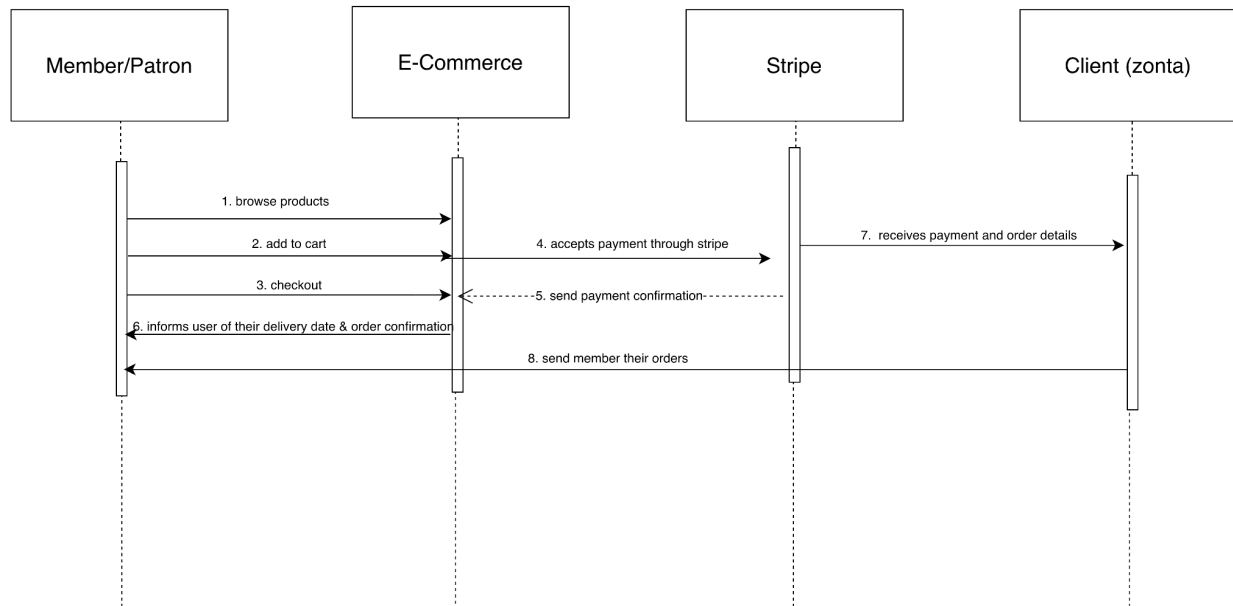 Member/Patron
E-Commerce
Stripe
Client (zonta)
1. browse products
2. add to cart
4. accepts payment through stripe
7. receives payment and order details
3. checkout
5. send payment confirmation
6. informs user of their delivery date & order confirmation
8. send member their orders